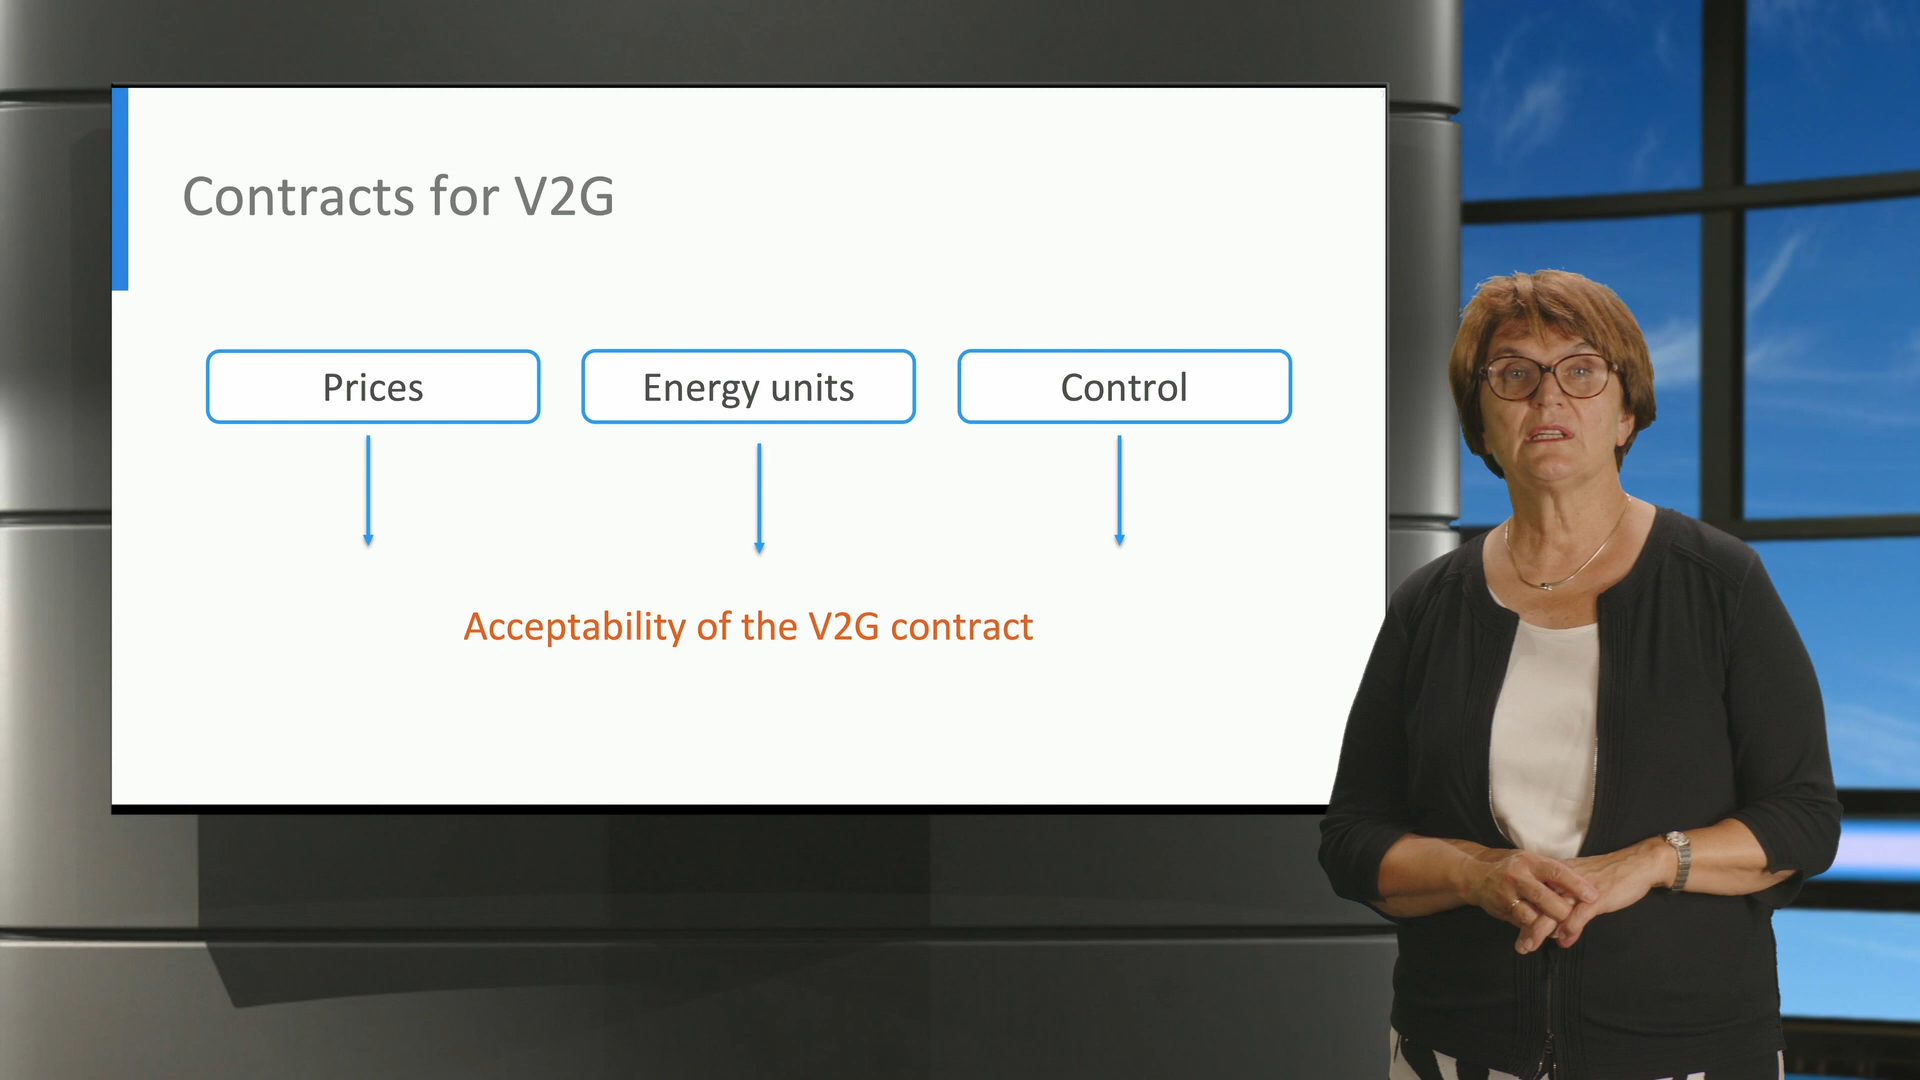 Contracts for V2G
Prices
Energy units
Control
Acceptability of the V2G contract